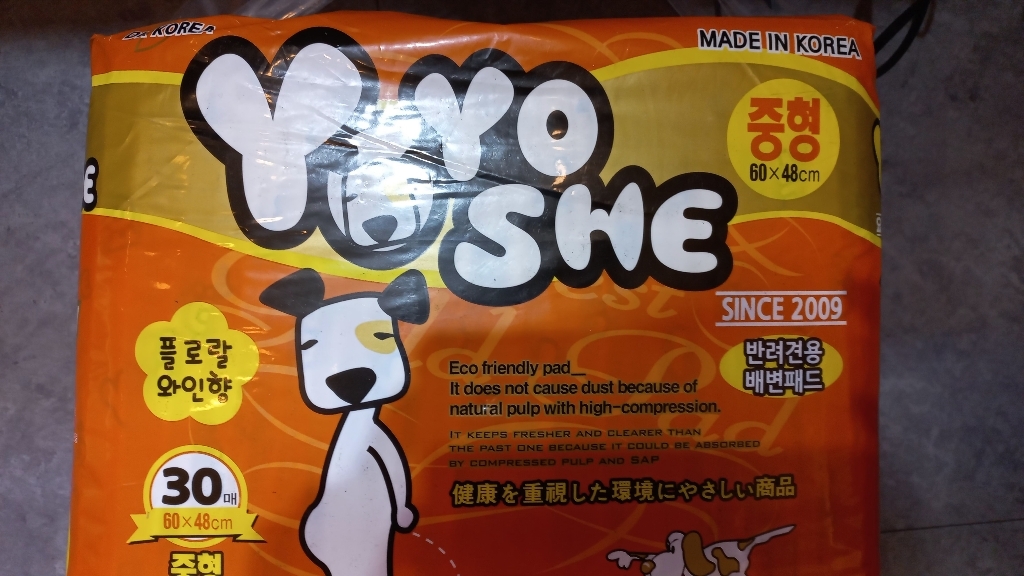 DA KOREA
MADE IN KOREA
YOYO
SHE
중형
60×48cm
E
SINCE 2009
플로랄
와인향
반려견용
배변패드
Eco friendly pad_
It does not cause dust because of
natural pulp with high-compression.
IT KEEPS FRESHER AND CLEARER THAN
THE PAST ONE BECAUSE IT COULD BE ABSORBED
BY COMPRESSED PULP AND SAP
健康を重視した環境にやさしい商品
30매
60×48cm
중형